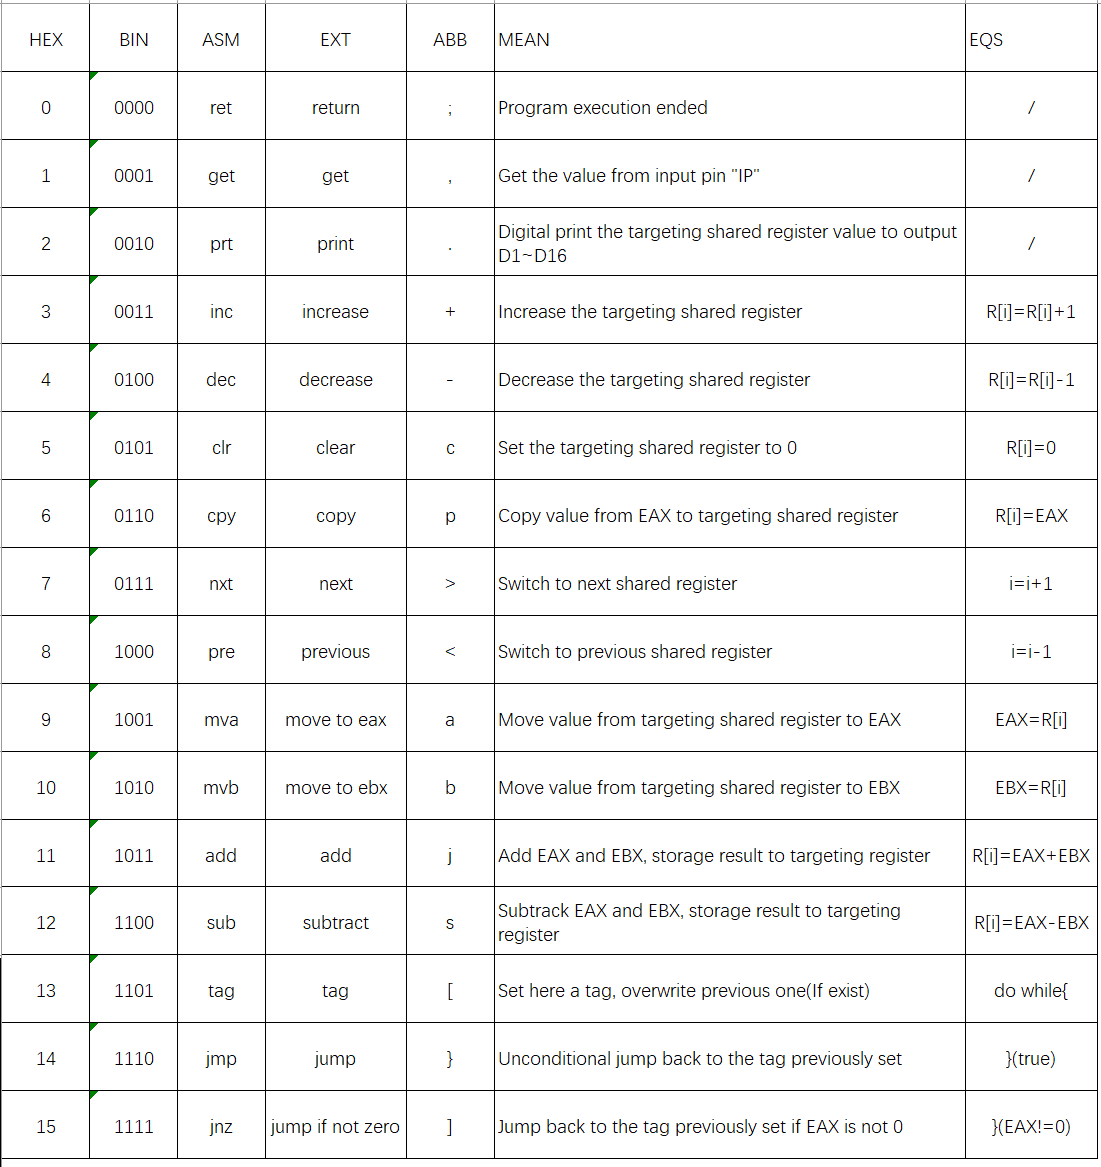 HEX BIN ASM EXT ABB MEAN EQS
0 0000 ret return ; Program execution ended /
1 0001 get get , Get the value from input pin "IP" /
2 0010 prt print . Digital print the targeting shared register value to output
D1~D16 /
3 0011 inc increase + Increase the targeting shared register R[i]=R[i]+1
4 0100 dec decrease - Decrease the targeting shared register R[i]=R[i]-1
5 0101 clr clear c Set the targeting shared register to 0 R[i]=0
6 0110 cpy copy p Copy value from EAX to targeting shared register R[i]=EAX
7 0111 nxt next > Switch to next shared register i=i+1
8 1000 pre previous < Switch to previous shared register i=i-1
9 1001 mva move to eax a Move value from targeting shared register to EAX EAX=R[i]
10 1010 mvb move to ebx b Move value from targeting shared register to EBX EBX=R[i]
11 1011 add add j Add EAX and EBX, storage result to targeting register R[i]=EAX+EBX
12 1100 sub subtract s Subtrack EAX and EBX, storage result to targeting
register R[i]=EAX-EBX
13 1101 tag tag [ Set here a tag, overwrite previous one(If exist) do while{
14 1110 jmp jump } Unconditional jump back to the tag previously set }(true)
15 1111 jnz jump if not zero ] Jump back to the tag previously set if EAX is not 0 }(EAX!=0)